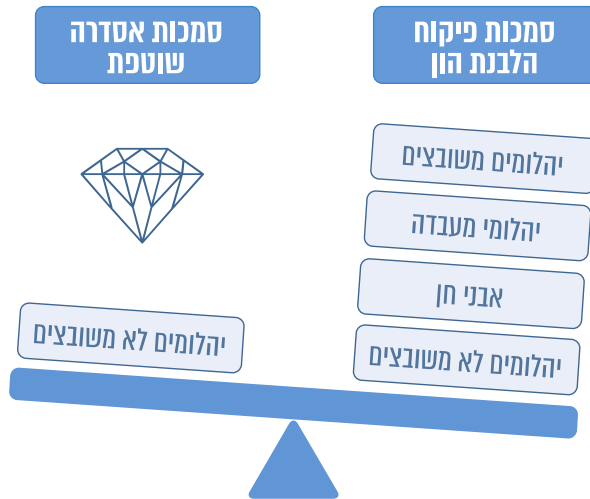 סמכות פיקוח
הלבנת הון
יהלומים משובצים
יהלומי מעבדה
אבני חן
יהלומים לא משובצים
סמכות אסדרה
שוטפת
יהלומים לא משובצים